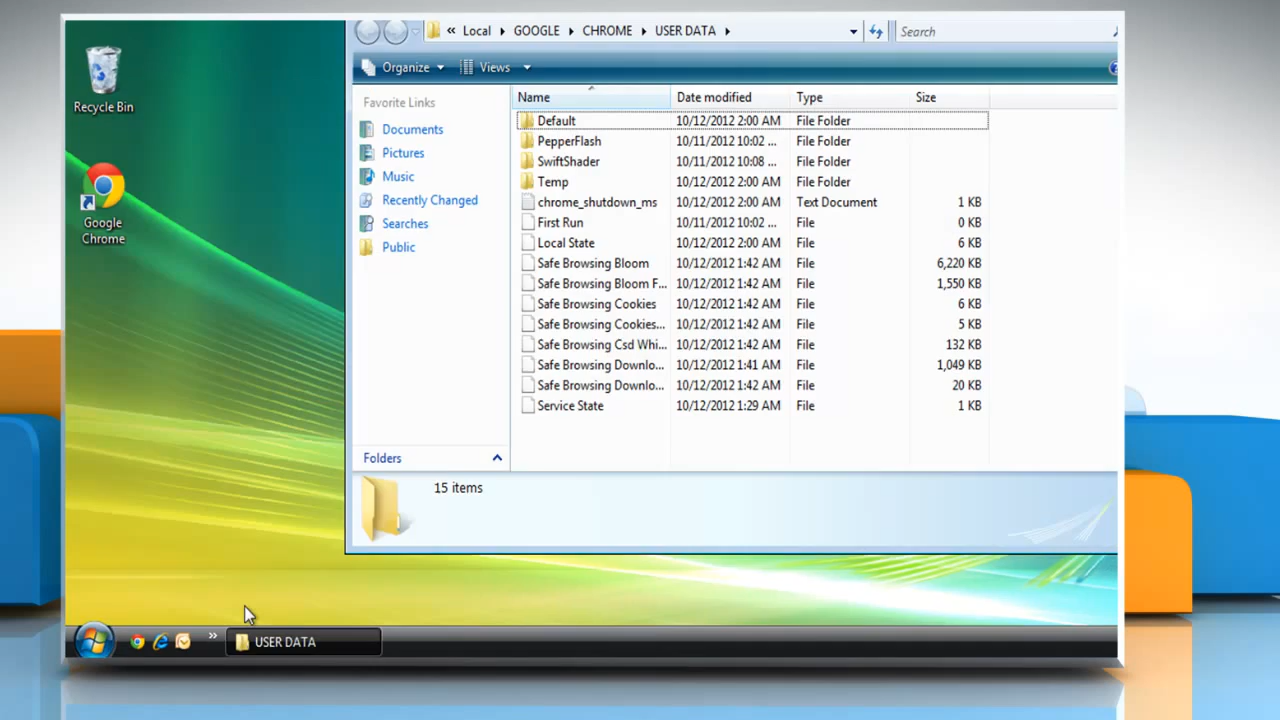 Recycle Bin
Google
Chrome
« Local GOOGLE CHROME USER DATA Search
Organize Views
Favorite Links
Documents
Pictures
Music
Recently Changed
Searches
Public
Folders
Name Date modified Type Size
Default 10/12/2012 2:00 AM File Folder
PepperFlash 10/11/2012 10:02 ... File Folder
SwiftShader 10/11/2012 10:08 ... File Folder
Temp 10/12/2012 2:00 AM File Folder
chrome_shutdown_ms 10/12/2012 2:00 AM Text Document 1 KB
First Run 10/11/2012 10:02 ... File 0 KB
Local State 10/12/2012 2:00 AM File 6 KB
Safe Browsing Bloom 10/12/2012 1:42 AM File 6,220 KB
Safe Browsing Bloom F... 10/12/2012 1:42 AM File 1,550 KB
Safe Browsing Cookies 10/12/2012 1:42 AM File 6 KB
Safe Browsing Cookies... 10/12/2012 1:42 AM File 5 KB
Safe Browsing Csd Whi... 10/12/2012 1:42 AM File 132 KB
Safe Browsing Downlo... 10/12/2012 1:41 AM File 1,049 KB
Safe Browsing Downlo... 10/12/2012 1:42 AM File 20 KB
Service State 10/12/2012 1:29 AM File 1 KB
15 items
» USER DATA